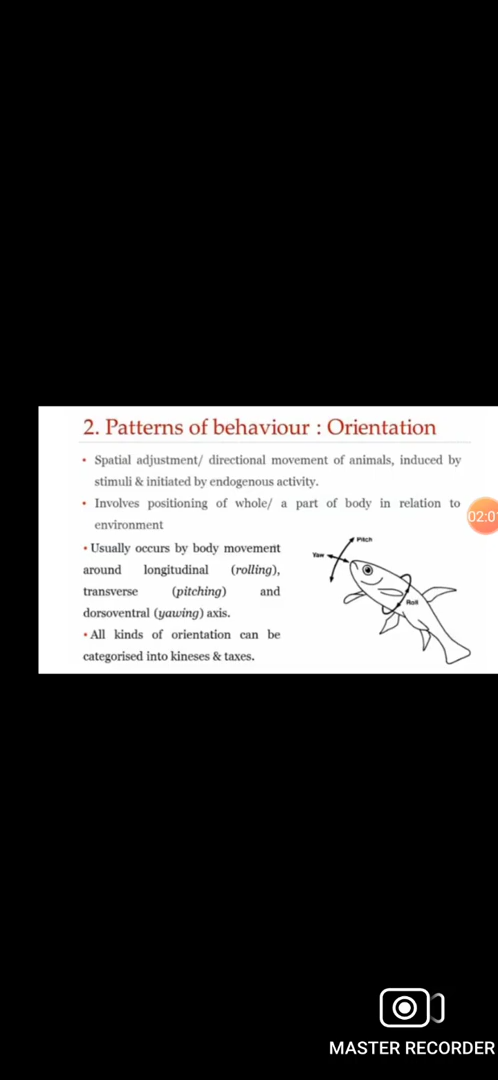 2. Patterns of behaviour : Orientation
• Spatial adjustment/ directional movement of animals, induced by
stimuli & initiated by endogenous activity.
• Involves positioning of whole/ a part of body in relation to
environment
• Usually occurs by body movement
around longitudinal (rolling),
transverse (pitching) and
dorsoventral (yawing) axis.
• All kinds of orientation can be
categorised into kineses & taxes.
Pitch
Yaw
Roll
MASTER RECORDER